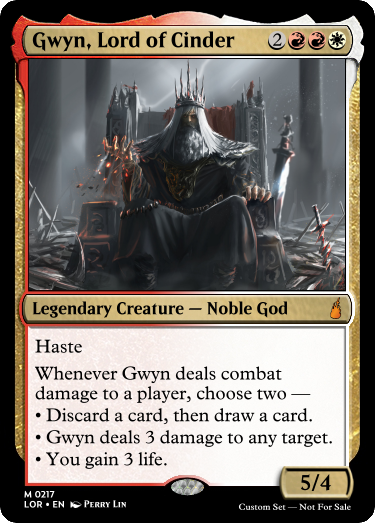 Gwyn, Lord of Cinder 2
Legendary Creature — Noble God
Haste
Whenever Gwyn deals combat
damage to a player, choose two —
• Discard a card, then draw a card.
• Gwyn deals 3 damage to any target.
• You gain 3 life.
5/4
M 0217
LOR • EN Perry Lin
Custom Set — Not For Sale